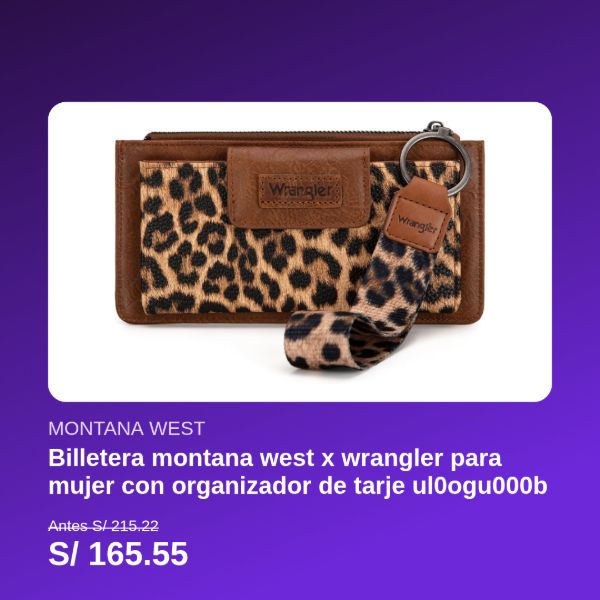 Wrangler
Wrangler
MONTANA WEST
Billetera montana west x wrangler para
mujer con organizador de tarje ul0ogu000b
Antes S/ 215.22
S/ 165.55